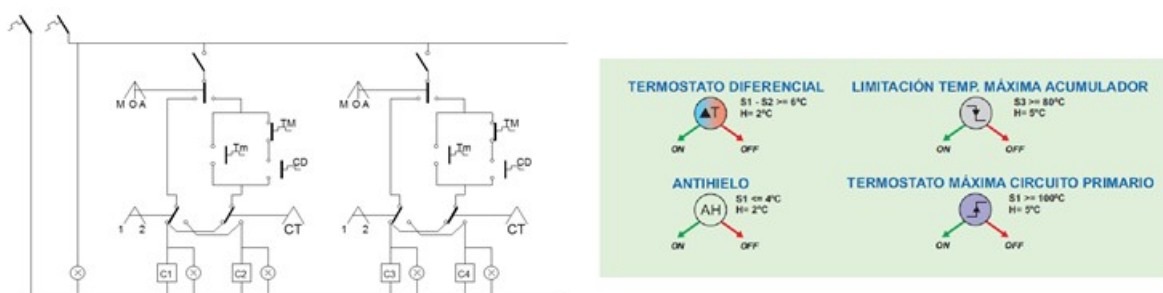 M O A
TM
Tm
CD
1 2
CT
C1
C2
M O A
TM
Tm
CD
1 2
CT
C3
C4
TERMOSTATO DIFERENCIAL
S1 - S2 >= 6ºC
H= 2ºC
▲T
ON
OFF
LIMITACIÓN TEMP. MÁXIMA ACUMULADOR
S3 >= 80ºC
H= 5ºC
ON
OFF
ANTIHIELO
S1 <= 4ºC
H= 2ºC
AH
ON
OFF
TERMOSTATO MÁXIMA CIRCUITO PRIMARIO
S1 >= 100ºC
H= 5ºC
ON
OFF